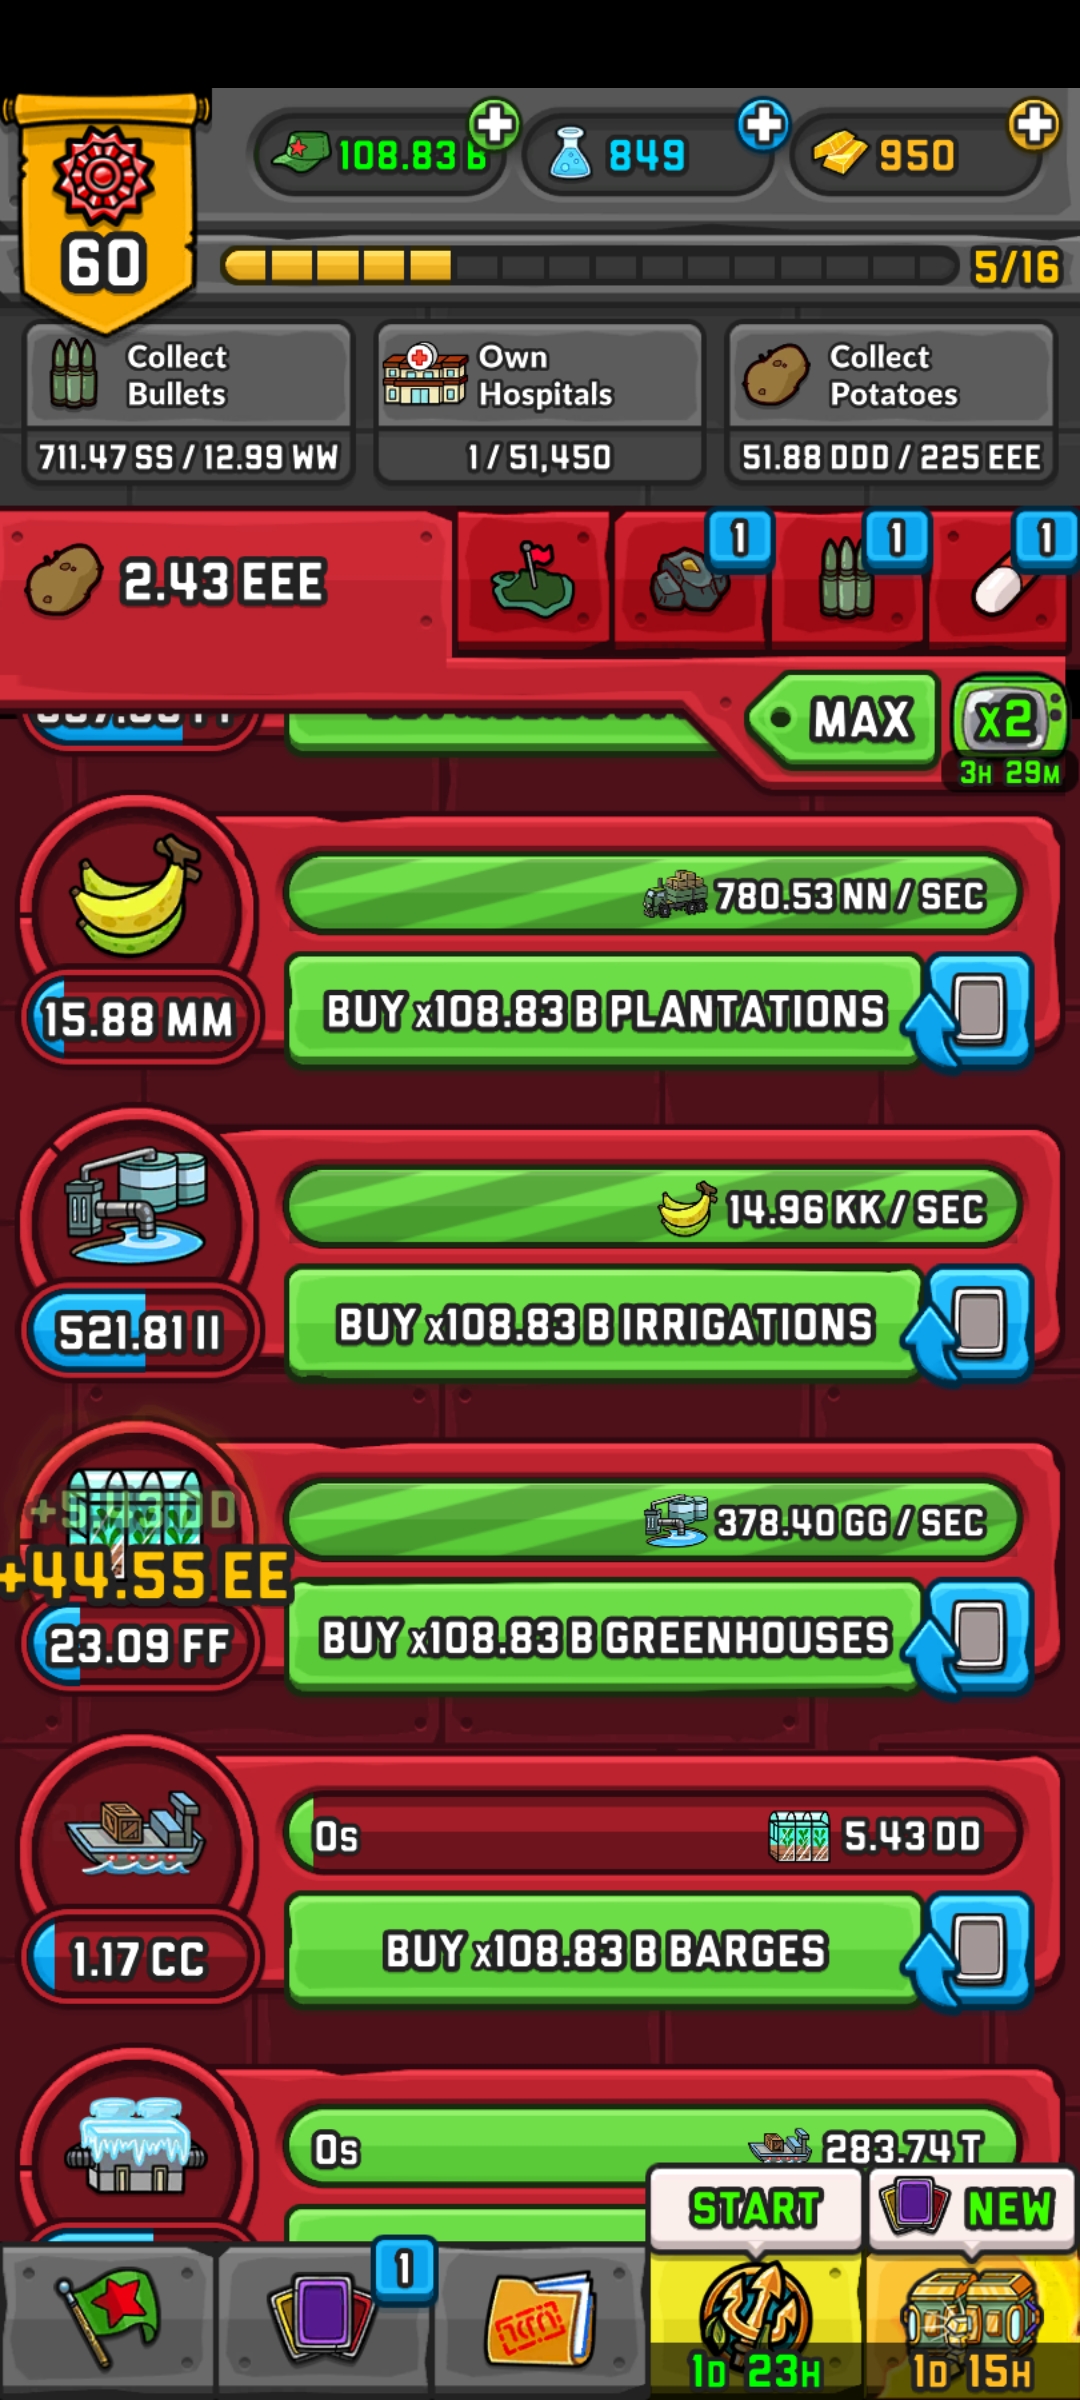 108.83 B
849
950
60
5/16
Collect
Bullets
711.47 SS / 12.99 WW
Own
Hospitals
1 / 51,450
Collect
Potatoes
51.88 DDD / 225 EEE
2.43 EEE
1
1
1
MAX
x2
3H 29M
780.53 NN / SEC
15.88 MM
BUY x108.83 B PLANTATIONS
14.96 KK / SEC
521.81 II
BUY x108.83 B IRRIGATIONS
378.40 GG / SEC
+5.43 DD
+44.55 EE
23.09 FF
BUY x108.83 B GREENHOUSES
0s
5.43 DD
1.17 CC
BUY x108.83 B BARGES
0s
283.74 T
START
NEW
1
1D 23H
1D 15H